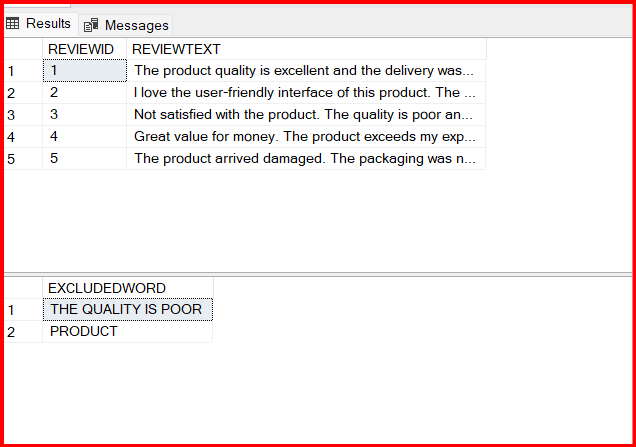 Results Messages
REVIEWID REVIEWTEXT
1 1 The product quality is excellent and the delivery was...
2 2 I love the user-friendly interface of this product. The ...
3 3 Not satisfied with the product. The quality is poor an...
4 4 Great value for money. The product exceeds my exp...
5 5 The product arrived damaged. The packaging was n...
EXCLUDEDWORD
1 THE QUALITY IS POOR
2 PRODUCT